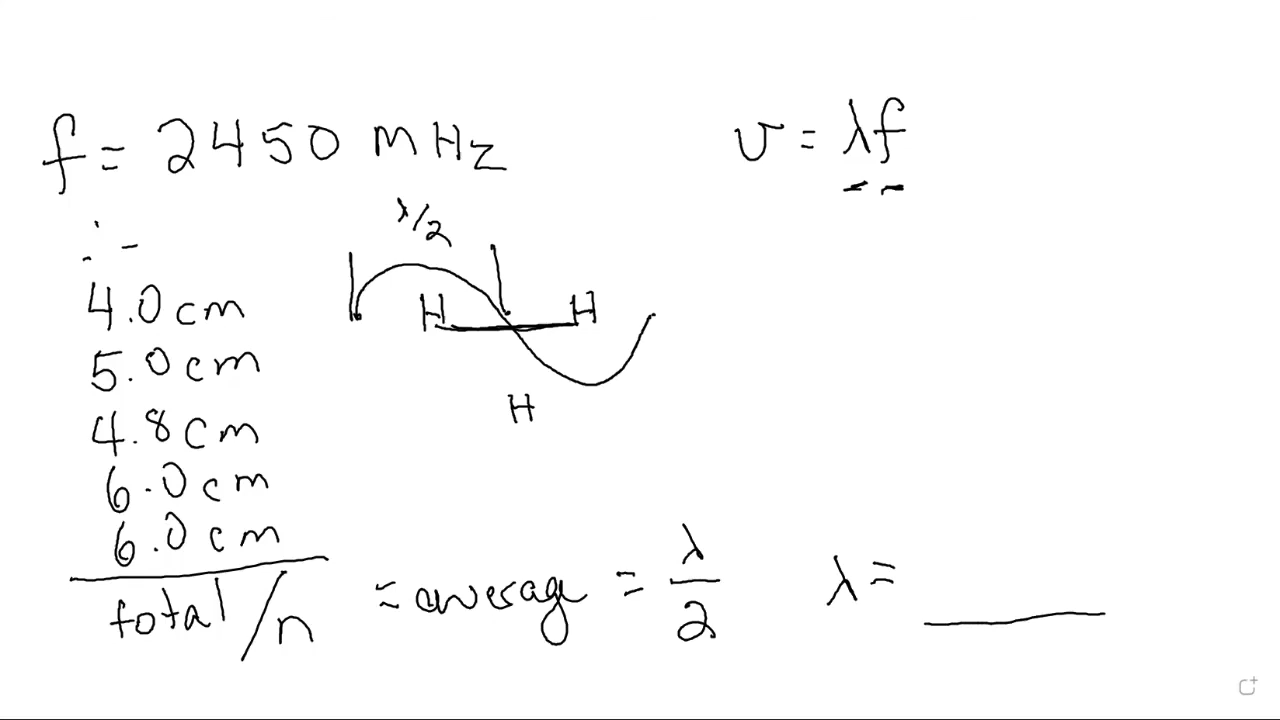 f = 2450 MHz
v = λf
λ/2
4.0 cm
H H
5.0 cm
4.8 cm
H
6.0 cm
6.0 cm
total/n = average = λ/2
λ =